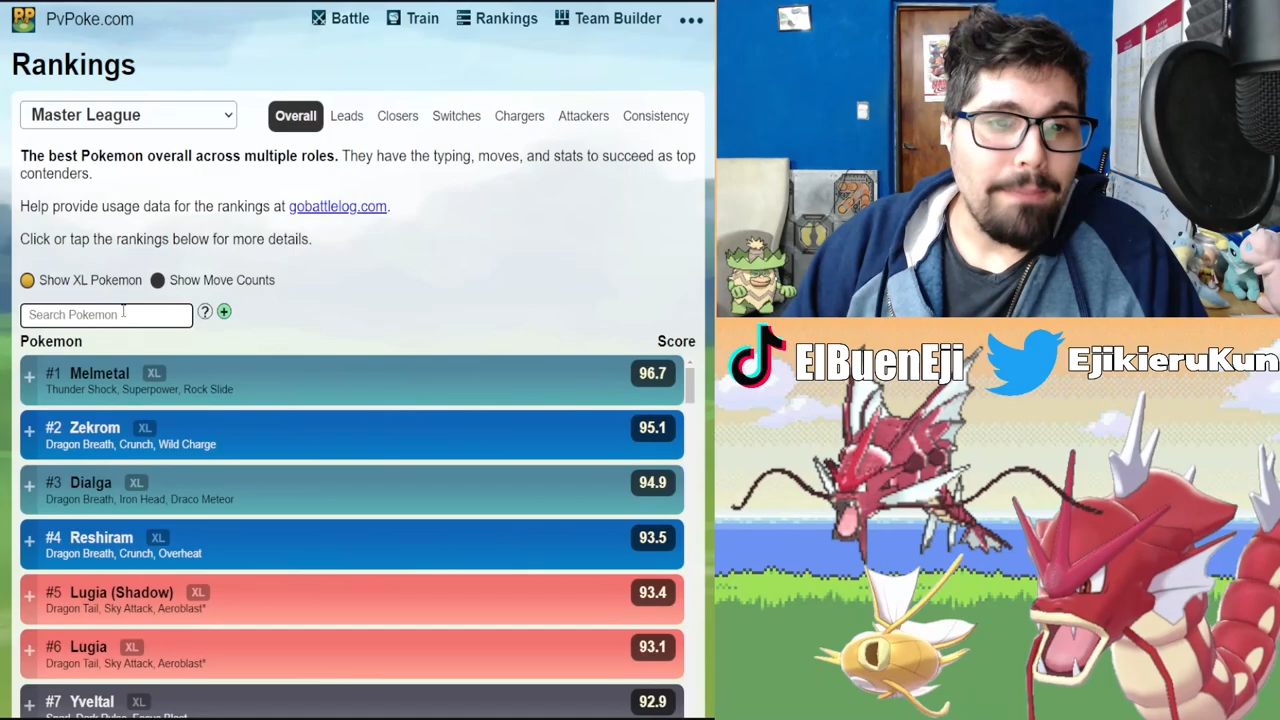 PvPoke.com
Battle
Train
Rankings
Team Builder
Rankings
Master League
Overall
Leads
Closers
Switches
Chargers
Attackers
Consistency
The best Pokemon overall across multiple roles. They have the typing, moves, and stats to succeed as top
contenders.
Help provide usage data for the rankings at gobattlelog.com.
Click or tap the rankings below for more details.
Show XL Pokemon
Show Move Counts
Search Pokemon
?
+
Pokemon
Score
+ #1 Melmetal XL 96.7
Thunder Shock, Superpower, Rock Slide
+ #2 Zekrom XL 95.1
Dragon Breath, Crunch, Wild Charge
+ #3 Dialga XL 94.9
Dragon Breath, Iron Head, Draco Meteor
+ #4 Reshiram XL 93.5
Dragon Breath, Crunch, Overheat
+ #5 Lugia (Shadow) XL 93.4
Dragon Tail, Sky Attack, Aeroblast*
+ #6 Lugia XL 93.1
Dragon Tail, Sky Attack, Aeroblast*
+ #7 Yveltal XL 92.9
Snarl, Dark Pulse, Focus Blast
ElBuenEji
EjikieruKun